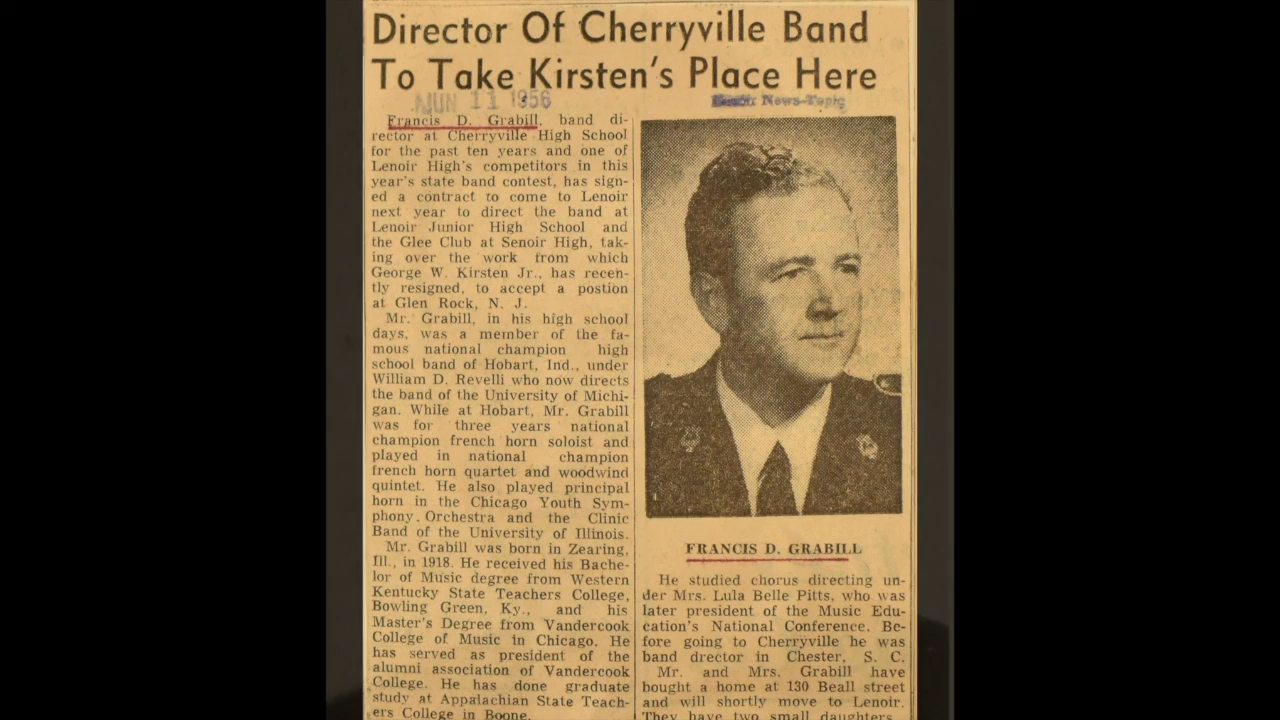 Director Of Cherryville Band
To Take Kirsten's Place Here
JUN 11 1956
News-Topic
Francis D. Grabill, band di-
rector at Cherryville High School
for the past ten years and one of
Lenoir High's competitors in this
year's state band contest, has sign-
ed a contract to come to Lenoir
next year to direct the band at
Lenoir Junior High School and
the Glee Club at Senoir High, tak-
ing over the work from which
George W. Kirsten Jr., has recen-
tly resigned, to accept a postion
at Glen Rock, N. J.
Mr. Grabill, in his high school
days, was a member of the fa-
mous national champion high
school band of Hobart, Ind., under
William D. Revelli who now directs
the band of the University of Michi-
gan. While at Hobart, Mr. Grabill
was for three years national
champion french horn soloist and
played in national champion
french horn quartet and woodwind
quintet. He also played principal
horn in the Chicago Youth Sym-
phony Orchestra and the Clinic
Band of the University of Illinois.
Mr. Grabill was born in Zearing,
Ill., in 1918. He received his Bache-
lor of Music degree from Western
Kentucky State Teachers College,
Bowling Green, Ky., and his
Master's Degree from Vandercook
College of Music in Chicago. He
has served as president of the
alumni association of Vandercook
College. He has done graduate
study at Appalachian State Teach-
ers College in Boone.
FRANCIS D. GRABILL
He studied chorus directing un-
der Mrs. Lula Belle Pitts, who was
later president of the Music Edu-
cation's National Conference. Be-
fore going to Cherryville he was
band drector in Chester, S. C.
Mr. and Mrs. Grabill have
bought a home at 130 Beall street
and will shortly move to Lenoir.
They have two small daughters